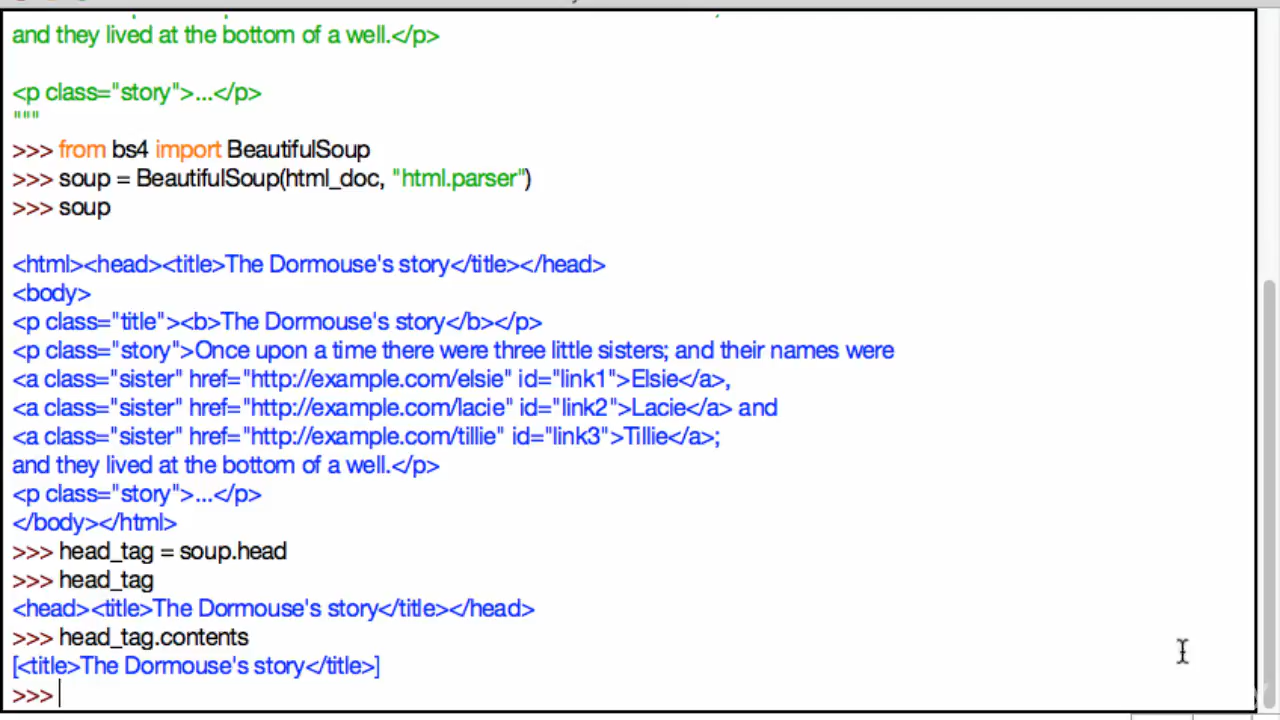 and they lived at the bottom of a well.</p>
<p class="story">...</p>
"""
>>> from bs4 import BeautifulSoup
>>> soup = BeautifulSoup(html_doc, "html.parser")
>>> soup
<html><head><title>The Dormouse's story</title></head>
<body>
<p class="title"><b>The Dormouse's story</b></p>
<p class="story">Once upon a time there were three little sisters; and their names were
<a class="sister" href="http://example.com/elsie" id="link1">Elsie</a>,
<a class="sister" href="http://example.com/lacie" id="link2">Lacie</a> and
<a class="sister" href="http://example.com/tillie" id="link3">Tillie</a>;
and they lived at the bottom of a well.</p>
<p class="story">...</p>
</body></html>
>>> head_tag = soup.head
>>> head_tag
<head><title>The Dormouse's story</title></head>
>>> head_tag.contents
[<title>The Dormouse's story</title>]
>>>